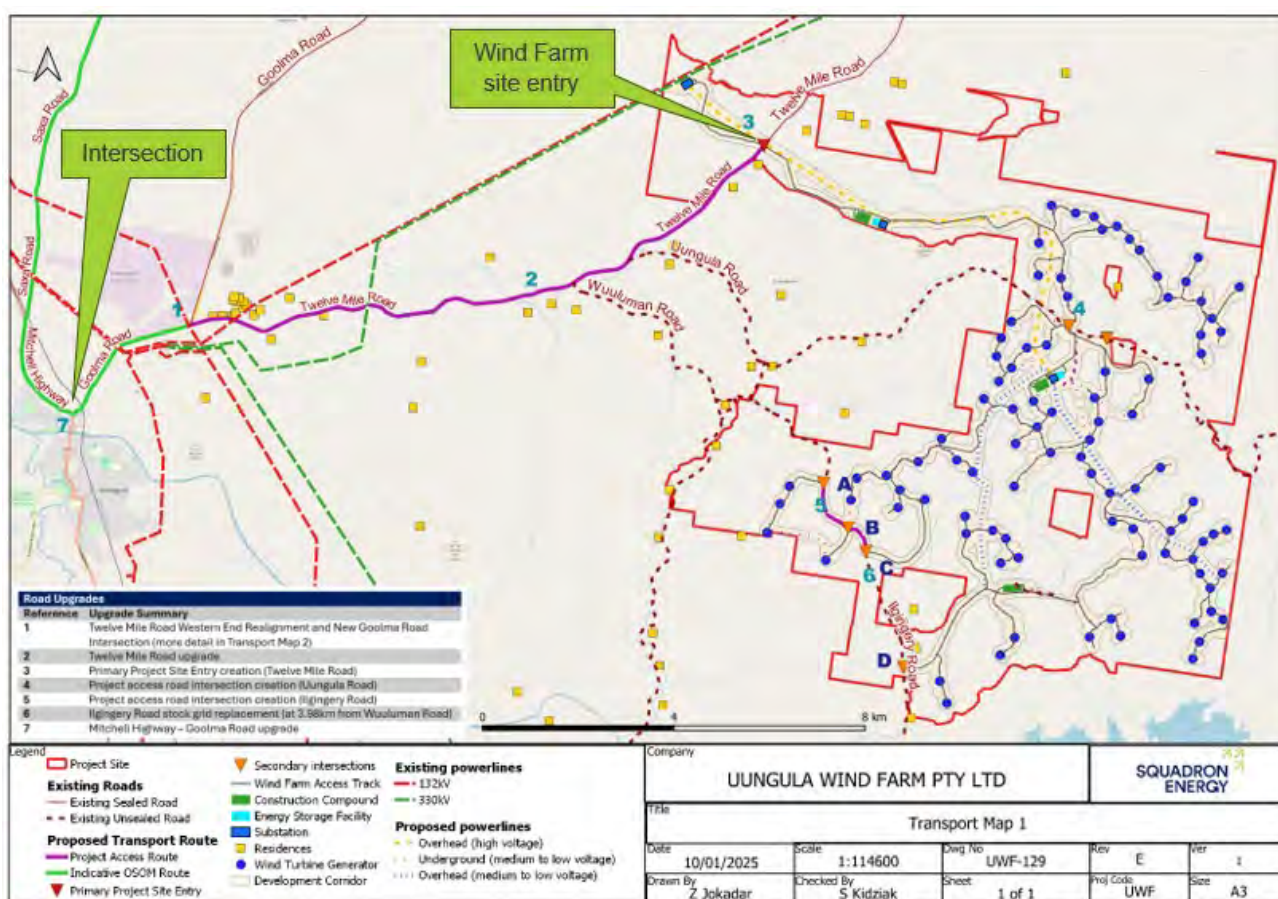 Wind Farm
site entry
Intersection
Saxa Road
Goolma Road
Twelve Mile Road
3
Twelve Mile Road
Saxa Road
1
Twelve Mile Road
2
Uungula Road
Wuuluman Road
4
Goolma Road
Mitchell Highway
7
A
5
B
6
C
Ilgingery Road
D
0
4
8 km
Road Upgrades
Reference Upgrade Summary
1 Twelve Mile Road Western End Realignment and New Goolma Road
Intersection (more detail in Transport Map 2)
2 Twelve Mile Road upgrade
3 Primary Project Site Entry creation (Twelve Mile Road)
4 Project access road intersection creation (Uungula Road)
5 Project access road intersection creation (Ilgingery Road)
6 Ilgingery Road stock grid replacement (at 3.98km from Wuuluman Road)
7 Mitchell Highway – Goolma Road upgrade
Legend
Project Site
Existing Roads
Existing Sealed Road
Existing Unsealed Road
Proposed Transport Route
Project Access Route
Indicative OSOM Route
Primary Project Site Entry
Secondary intersections
Wind Farm Access Track
Construction Compound
Energy Storage Facility
Substation
Residences
Wind Turbine Generator
Development Corridor
Existing powerlines
132kV
330kV
Proposed powerlines
Overhead (high voltage)
Underground (medium to low voltage)
Overhead (medium to low voltage)
Company
UUNGULA WIND FARM PTY LTD
SQUADRON
ENERGY
Title
Transport Map 1
Date
10/01/2025
Scale
1:114600
Dwg No
UWF-129
Rev
E
Ver
1
Drawn By
Z Jokadar
Checked By
S Kidziak
Sheet
1 of 1
Proj Code
UWF
Size
A3